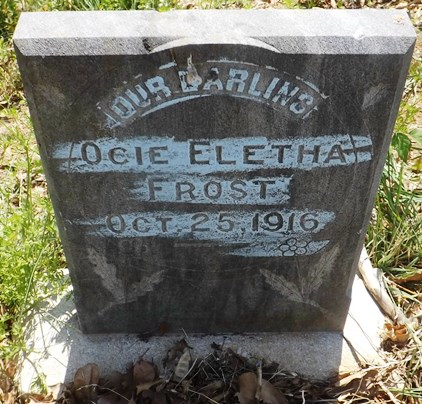 OUR DARLING
OCIE ELETHA
FROST
OCT. 25, 1916